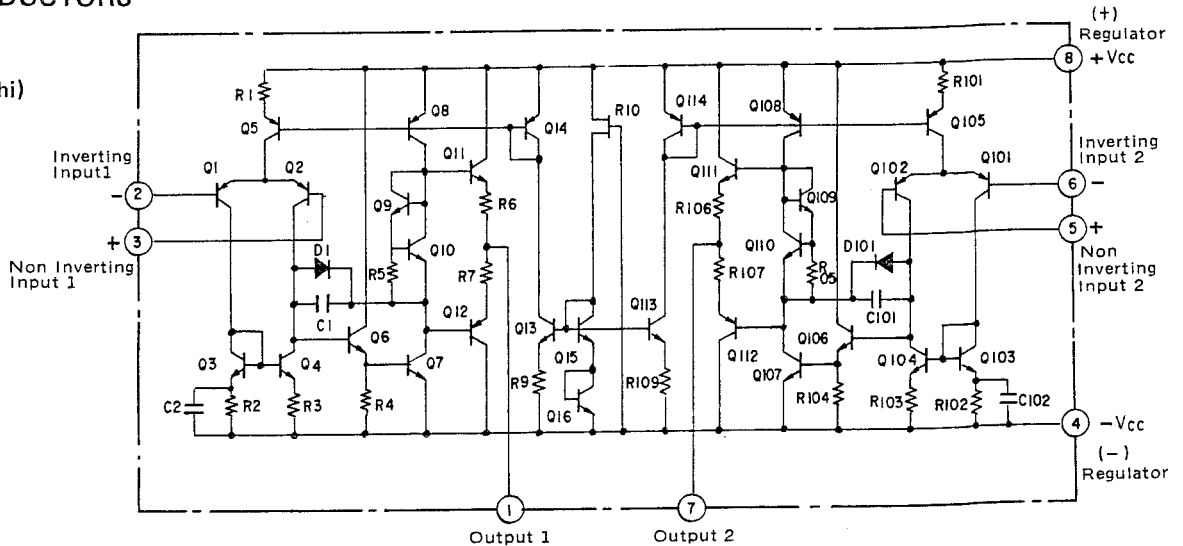 hi)
(+)
Regulator
8
+Vcc
R1
Q5
Q8
Q14
R10
Q114
Q108
R101
Q105
Inverting
Input1
- 2
Q1
Q2
Q11
Q9
R6
Q111
Q109
Q102
Q101
Inverting
Input 2
6 -
+ 3
Non Inverting
Input 1
D1
Q10
R5
R7
R106
Q110
D101
5 +
Non
Inverting
Input 2
R107
C1
Q12
Q6
Q13
Q15
Q113
C101
Q106
Q3
Q4
Q7
Q112
Q107
Q104
Q103
C2
R2
R3
R4
R9
Q16
R109
R104
R103
R102
C102
4
-Vcc
(-)
Regulator
1
7
Output 1
Output 2